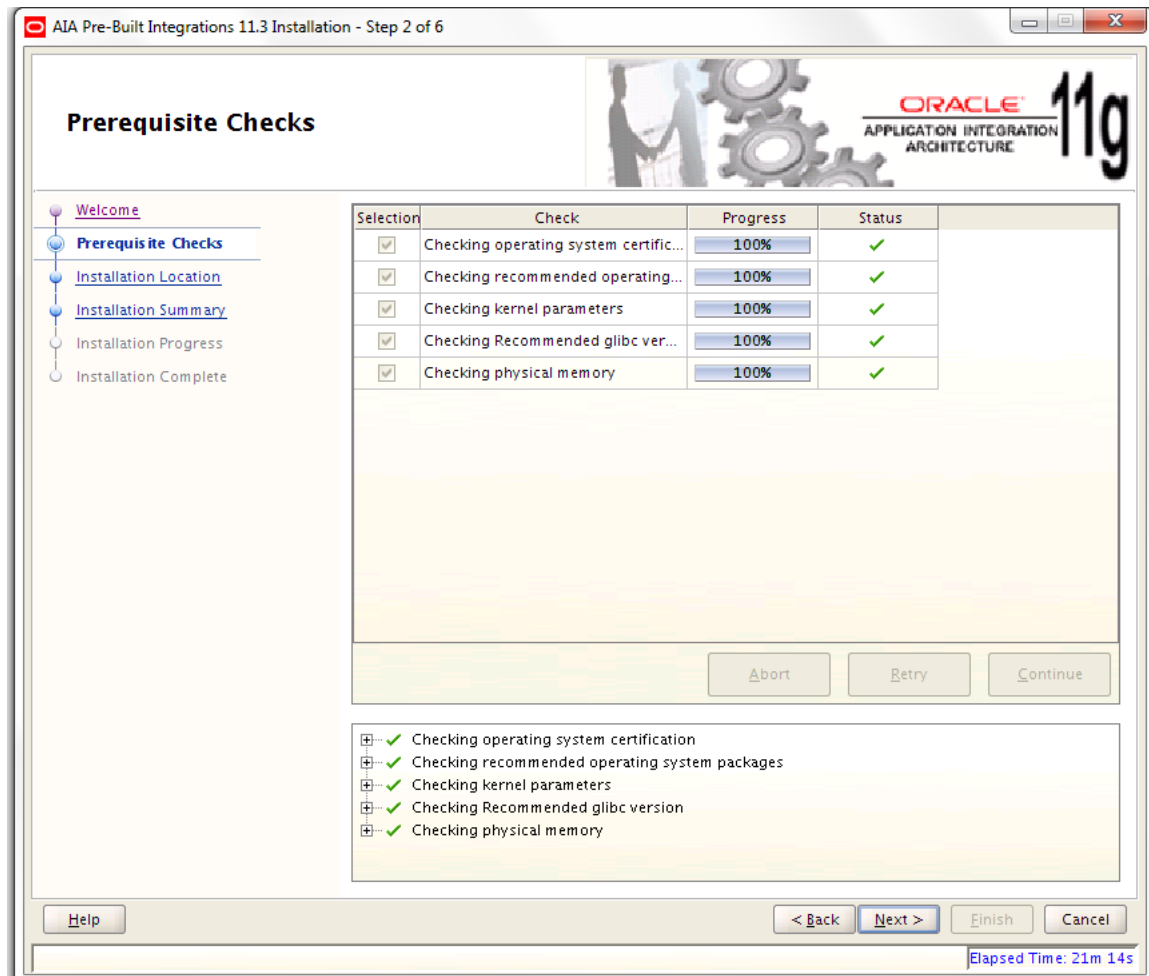 AIA Pre-Built Integrations 11.3 Installation - Step 2 of 6
Prerequisite Checks
ORACLE
APPLICATION INTEGRATION
ARCHITECTURE
11g
Welcome
Prerequisite Checks
Installation Location
Installation Summary
Installation Progress
Installation Complete
Selection Check Progress Status
Checking operating system certific... 100%
Checking recommended operating... 100%
Checking kernel parameters 100%
Checking Recommended glibc ver... 100%
Checking physical memory 100%
Abort Retry Continue
Checking operating system certification
Checking recommended operating system packages
Checking kernel parameters
Checking Recommended glibc version
Checking physical memory
Help < Back Next > Finish Cancel
Elapsed Time: 21m 14s